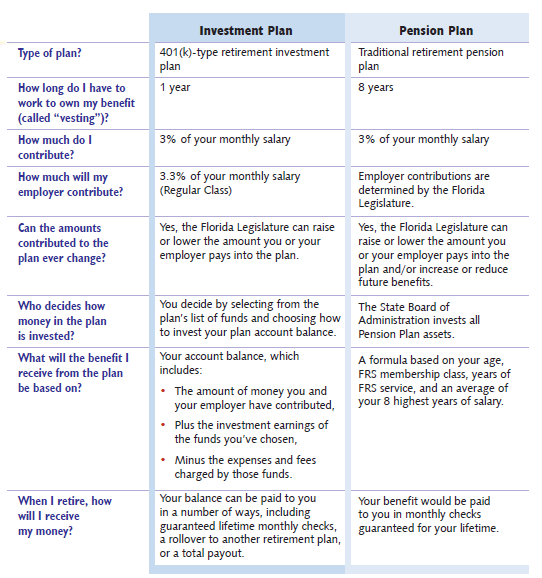 Investment Plan
Pension Plan
Type of plan?
401(k)-type retirement investment
plan
Traditional retirement pension
plan
How long do I have to
work to own my benefit
(called “vesting”)?
1 year
8 years
How much do I
contribute?
3% of your monthly salary
3% of your monthly salary
How much will my
employer contribute?
3.3% of your monthly salary
(Regular Class)
Employer contributions are
determined by the Florida
Legislature.
Can the amounts
contributed to the
plan ever change?
Yes, the Florida Legislature can raise
or lower the amount you or your
employer pays into the plan.
Yes, the Florida Legislature can
raise or lower the amount you
or your employer pays into the
plan and/or increase or reduce
future benefits.
Who decides how
money in the plan
is invested?
You decide by selecting from the
plan’s list of funds and choosing how
to invest your plan account balance.
The State Board of
Administration invests all
Pension Plan assets.
What will the benefit I
receive from the plan
be based on?
Your account balance, which
includes:
• The amount of money you and
your employer have contributed,
• Plus the investment earnings of
the funds you’ve chosen,
• Minus the expenses and fees
charged by those funds.
A formula based on your age,
FRS membership class, years of
FRS service, and an average of
your 8 highest years of salary.
When I retire, how
will I receive
my money?
Your balance can be paid to you
in a number of ways, including
guaranteed lifetime monthly checks,
a rollover to another retirement plan,
or a total payout.
Your benefit would be paid
to you in monthly checks
guaranteed for your lifetime.